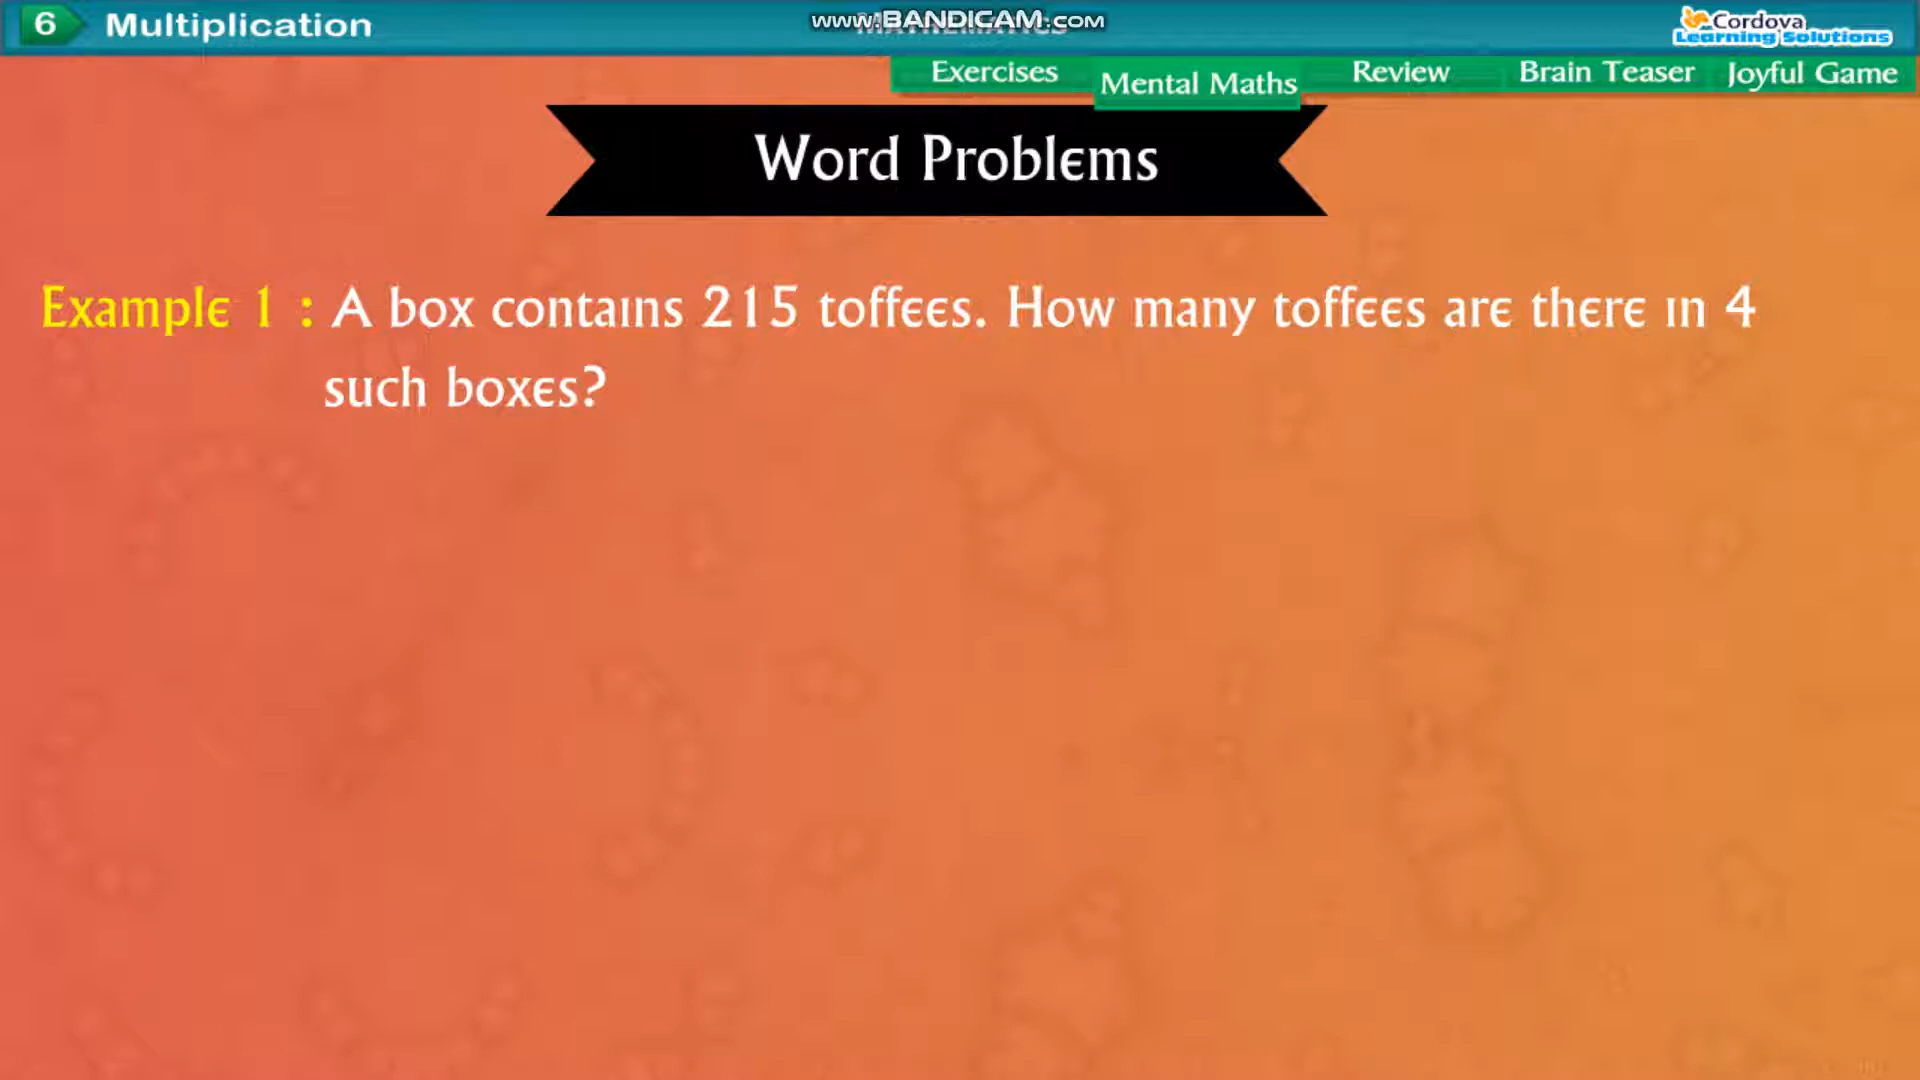 6 Multiplication
www.BANDICAM.com
MATHEMATICS
Cordova
Learning Solutions
Exercises Mental Maths Review Brain Teaser Joyful Game
Word Problems
Example 1 : A box contains 215 toffees. How many toffees are there in 4
such boxes?